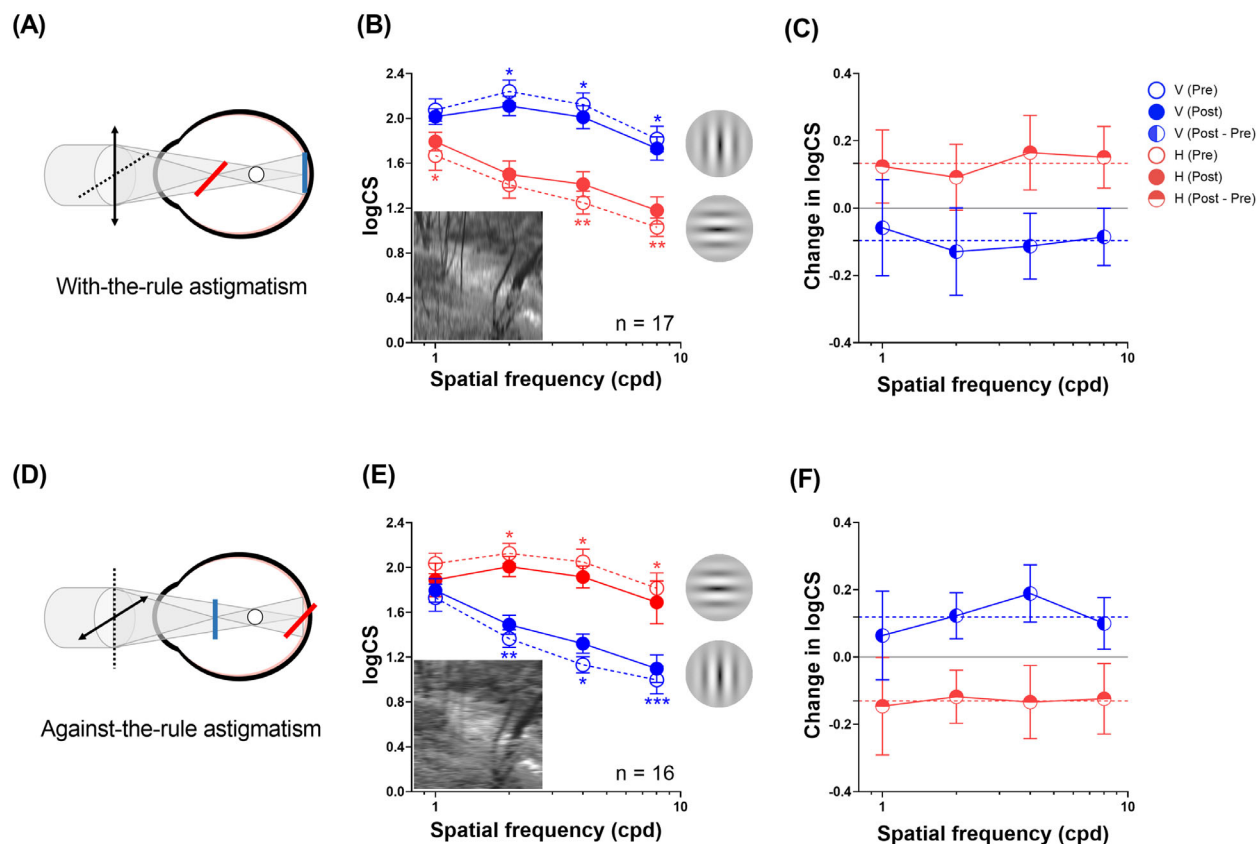 (A)
With-the-rule astigmatism
(B)
logCS
2.4
2.0
1.6
1.2
0.8
0.4
0.0
*
*
*
*
**
**
n = 17
1
10
Spatial frequency (cpd)
(C)
Change in logCS
0.4
0.2
0.0
-0.2
-0.4
1
10
Spatial frequency (cpd)
V (Pre)
V (Post)
V (Post - Pre)
H (Pre)
H (Post)
H (Post - Pre)
(D)
Against-the-rule astigmatism
(E)
logCS
2.4
2.0
1.6
1.2
0.8
0.4
0.0
*
*
*
**
*
***
n = 16
1
10
Spatial frequency (cpd)
(F)
Change in logCS
0.4
0.2
0.0
-0.2
-0.4
1
10
Spatial frequency (cpd)